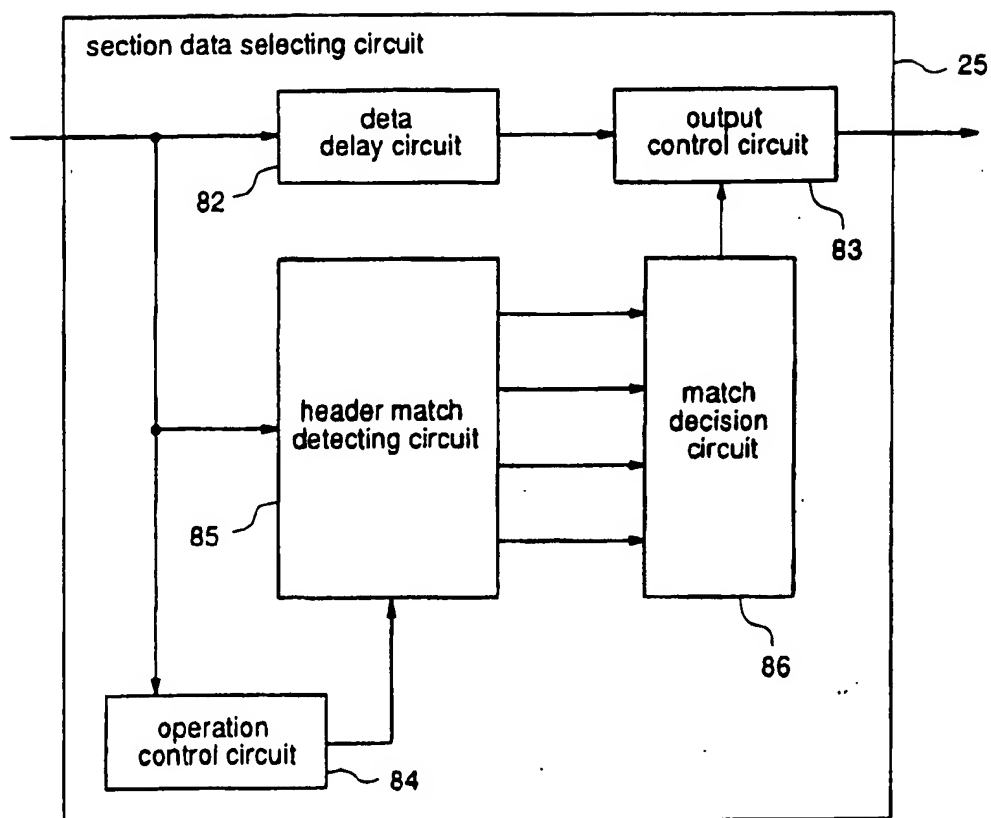 section data selecting circuit
25
deta
delay circuit
82
output
control circuit
83
header match
detecting circuit
85
match
decision
circuit
86
operation
control circuit
84